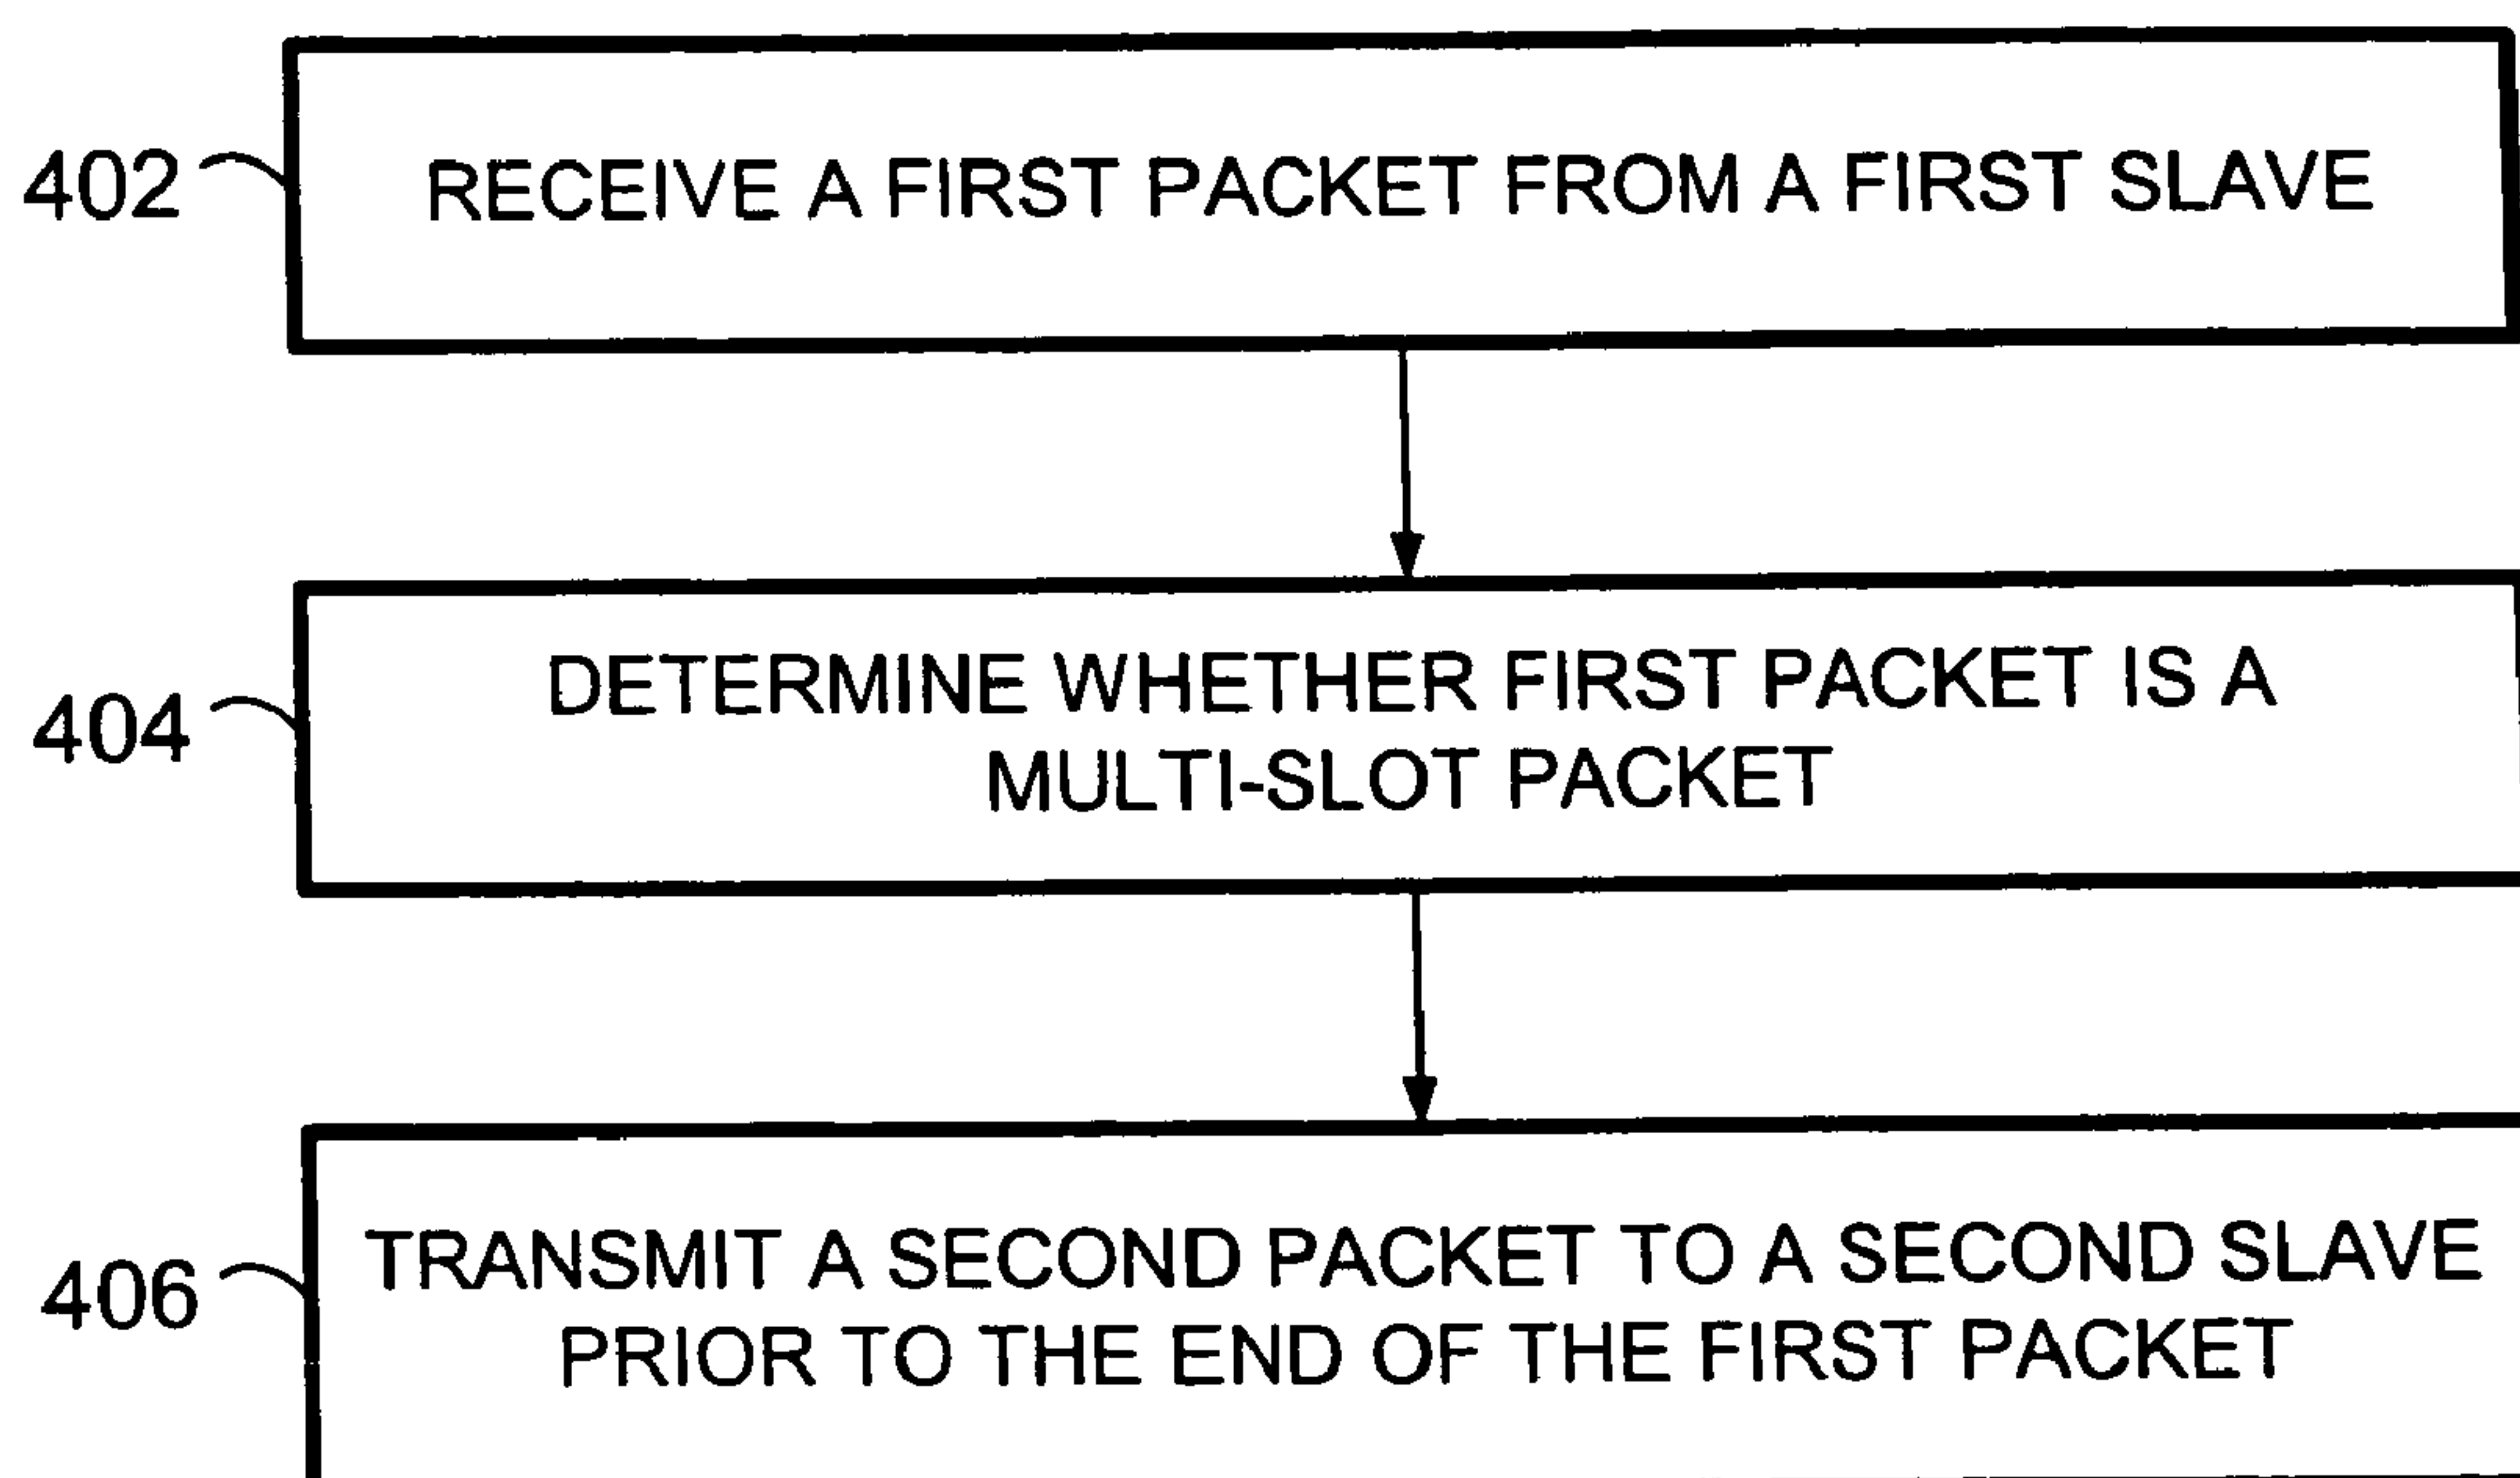 402
RECEIVE A FIRST PACKET FROM A FIRST SLAVE
404
DETERMINE WHETHER FIRST PACKET IS A
MULTI-SLOT PACKET
406
TRANSMIT A SECOND PACKET TO A SECOND SLAVE
PRIOR TO THE END OF THE FIRST PACKET